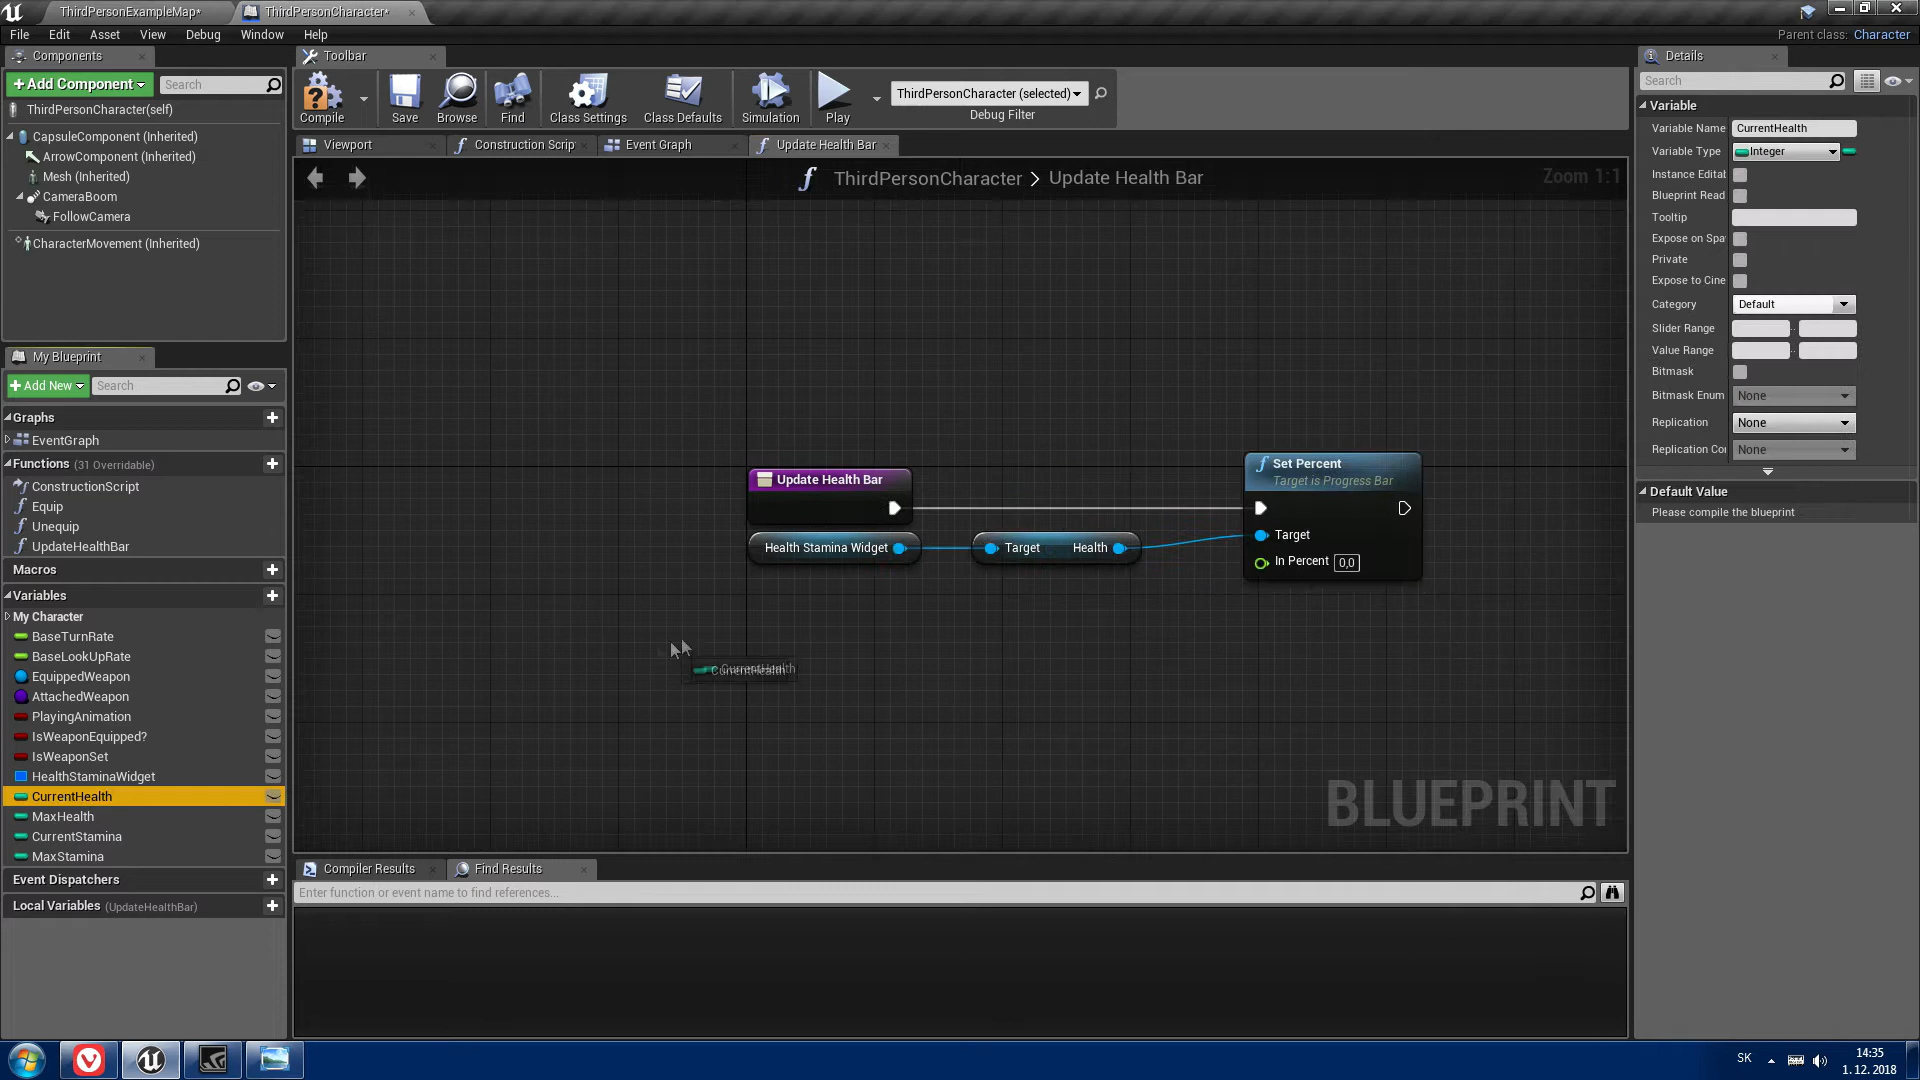 ThirdPersonExampleMap*
ThirdPersonCharacter*
File Edit Asset View Debug Window Help
Parent class: Character
Components
Toolbar
Details
+Add Component
Search
Search
ThirdPersonCharacter(self)
CapsuleComponent (Inherited)
ArrowComponent (Inherited)
Mesh (Inherited)
CameraBoom
FollowCamera
CharacterMovement (Inherited)
Compile
Save
Browse
Find
Class Settings
Class Defaults
Simulation
Play
ThirdPersonCharacter (selected)
Debug Filter
Viewport
Construction Scrip
Event Graph
Update Health Bar
ThirdPersonCharacter > Update Health Bar
Zoom 1:1
My Blueprint
+Add New
Search
Graphs
EventGraph
Functions (31 Overridable)
ConstructionScript
Equip
Unequip
UpdateHealthBar
Macros
Variables
My Character
BaseTurnRate
BaseLookUpRate
EquippedWeapon
AttachedWeapon
PlayingAnimation
IsWeaponEquipped?
IsWeaponSet
HealthStaminaWidget
CurrentHealth
MaxHealth
CurrentStamina
MaxStamina
Event Dispatchers
Local Variables (UpdateHealthBar)
Update Health Bar
Health Stamina Widget
Target Health
Set Percent
Target is Progress Bar
Target
In Percent 0,0
CurrentHealth
CurrentHealth
BLUEPRINT
Compiler Results
Find Results
Enter function or event name to find references...
Variable
Variable Name CurrentHealth
Variable Type Integer
Instance Editab
Blueprint Read
Tooltip
Expose on Spa
Private
Expose to Cine
Category Default
Slider Range
Value Range
Bitmask
Bitmask Enum None
Replication None
Replication Co None
Default Value
Please compile the blueprint
SK
14:35
1. 12. 2018